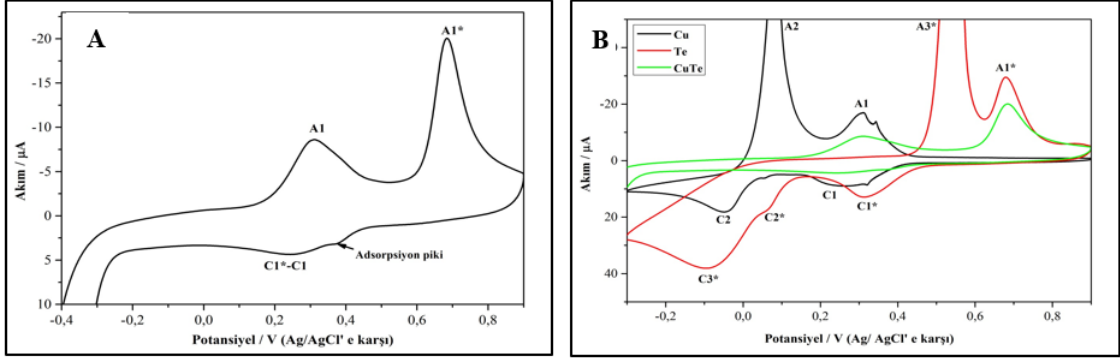 A
A1*
A1
C1*-C1
Adsorpsiyon piki
-20
-15
-10
-5
0
5
10
Akım / µA
-0,4
-0,2
0,0
0,2
0,4
0,6
0,8
Potansiyel / V (Ag/AgCl' e karşı)
B
Cu
Te
CuTe
A2
A3*
A1*
A1
C2
C2*
C1
C1*
C3*
-20
0
20
40
Akım / µA
-0,2
0,0
0,2
0,4
0,6
0,8
Potansiyel / V (Ag/ AgCl' e karşı)